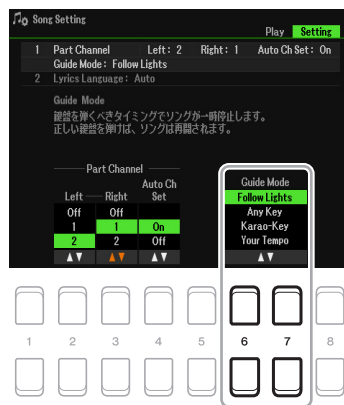 Song Setting
Play Setting
1 Part Channel Left: 2 Right: 1 Auto Ch Set: On
Guide Mode: Follow Lights
2 Lyrics Language: Auto
Guide Mode
鍵盤を弾くべきタイミングでソングが一時停止します。
正しい鍵盤を弾けば、ソングは再開されます。
Part Channel
Left Right Auto Ch Set
Off Off
1 1 On
2 2 Off
Guide Mode
Follow Lights
Any Key
Karao-Key
Your Tempo
1 2 3 4 5 6 7 8